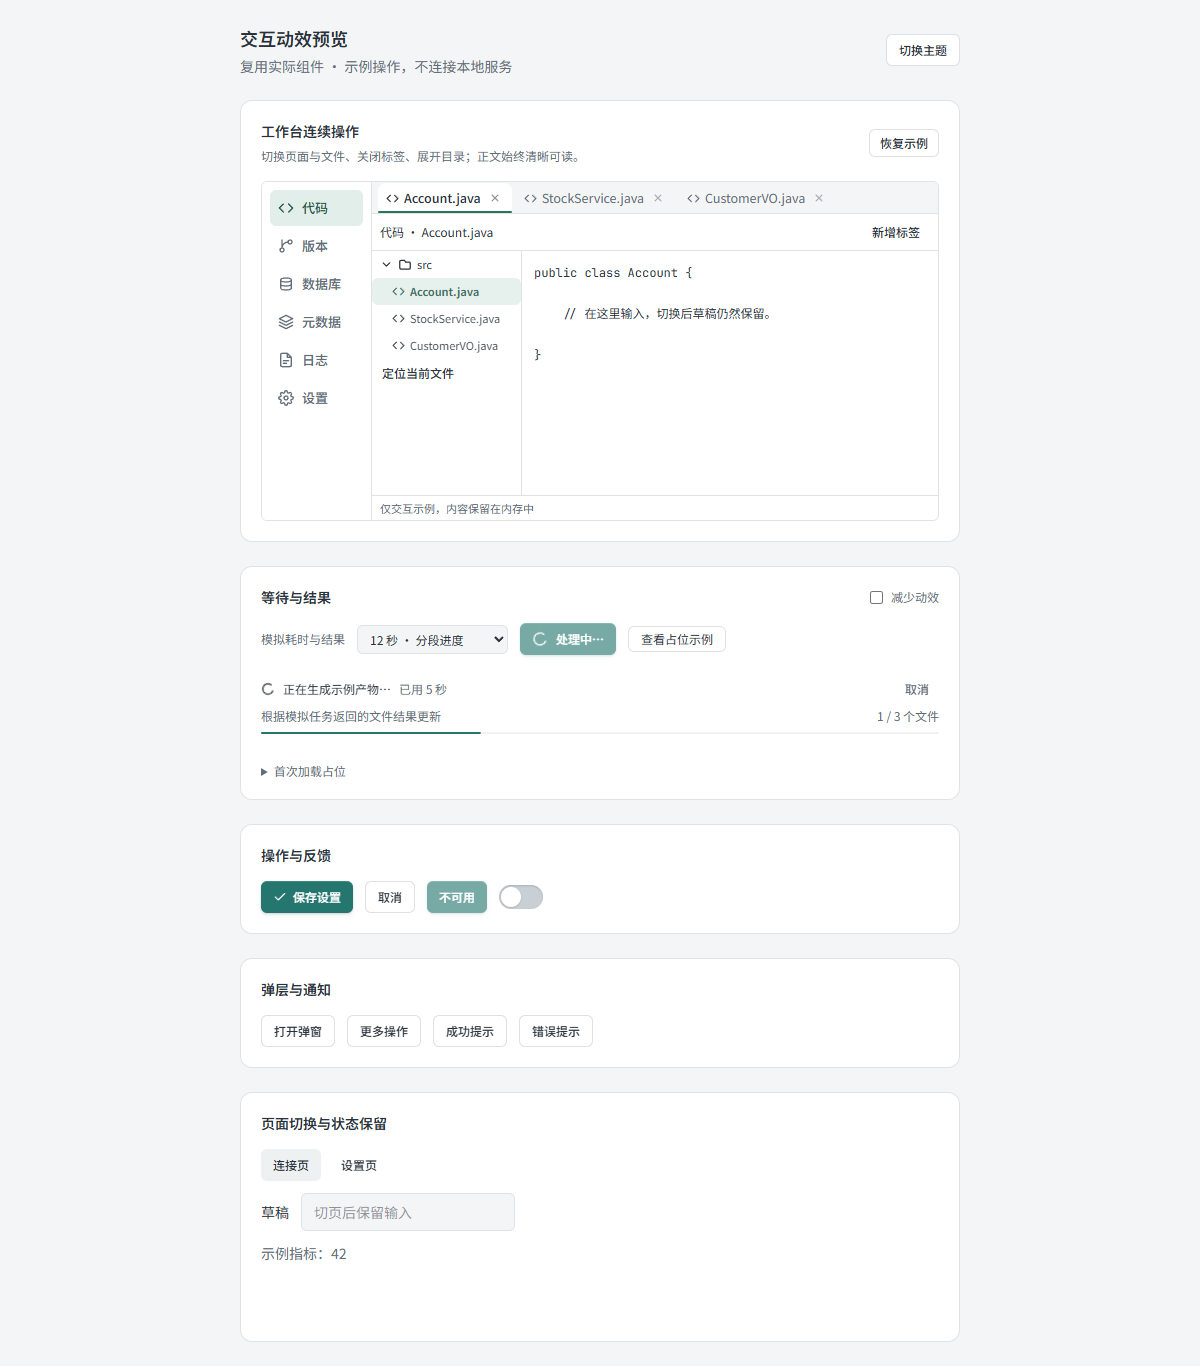 交互动效预览
复用实际组件 · 示例操作，不连接本地服务
切换主题
工作台连续操作
切换页面与文件、关闭标签、展开目录；正文始终清晰可读。
恢复示例
代码
版本
数据库
元数据
日志
设置
Account.java
StockService.java
CustomerVO.java
代码 · Account.java
新增标签
src
Account.java
StockService.java
CustomerVO.java
定位当前文件
public class Account {
// 在这里输入，切换后草稿仍然保留。
}
仅交互示例，内容保留在内存中
等待与结果
减少动效
模拟耗时与结果
12 秒 · 分段进度
处理中…
查看占位示例
正在生成示例产物… 已用 5 秒
取消
根据模拟任务返回的文件结果更新
1 / 3 个文件
首次加载占位
操作与反馈
保存设置
取消
不可用
弹层与通知
打开弹窗
更多操作
成功提示
错误提示
页面切换与状态保留
连接页
设置页
草稿
切页后保留输入
示例指标：42